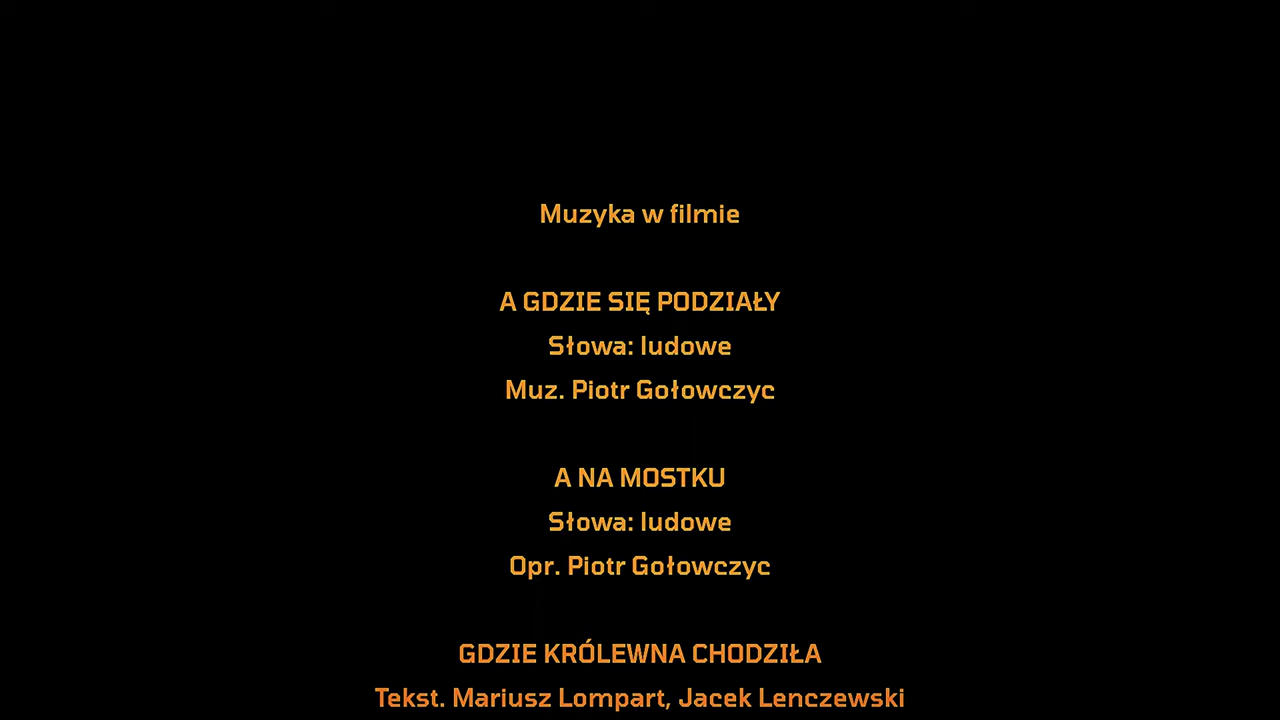 Muzyka w filmie
A GDZIE SIĘ PODZIAŁY
Słowa: ludowe
Muz. Piotr Gołowczyc
A NA MOSTKU
Słowa: ludowe
Opr. Piotr Gołowczyc
GDZIE KRÓLEWNA CHODZIŁA
Tekst. Mariusz Lompart, Jacek Lenczewski